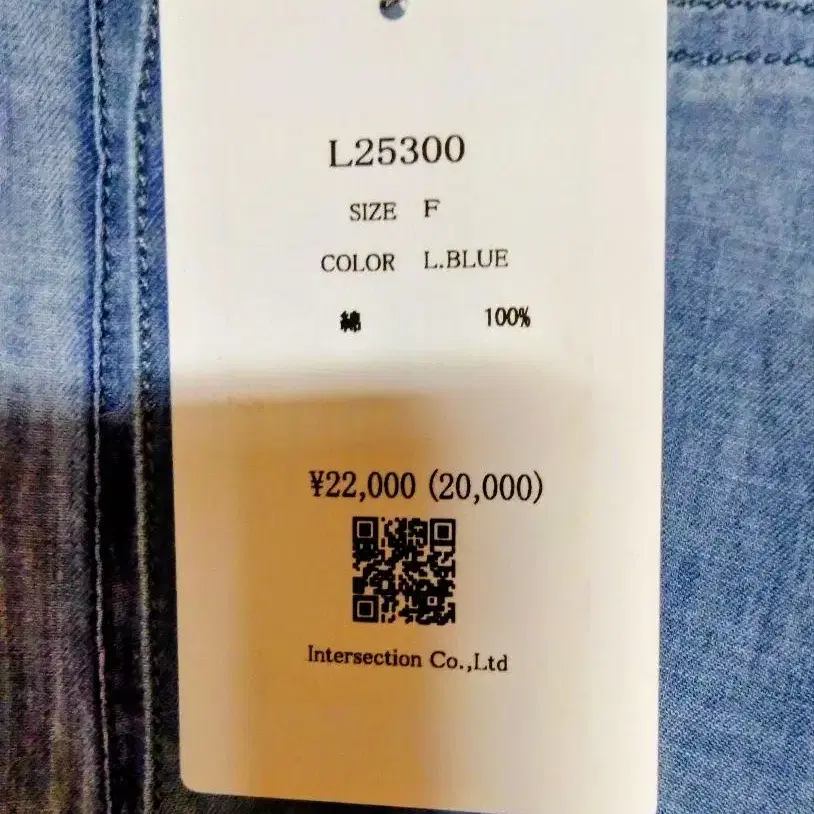 L25300
SIZE F
COLOR L.BLUE
綿 100%
¥22,000 (20,000)
Intersection Co.,Ltd